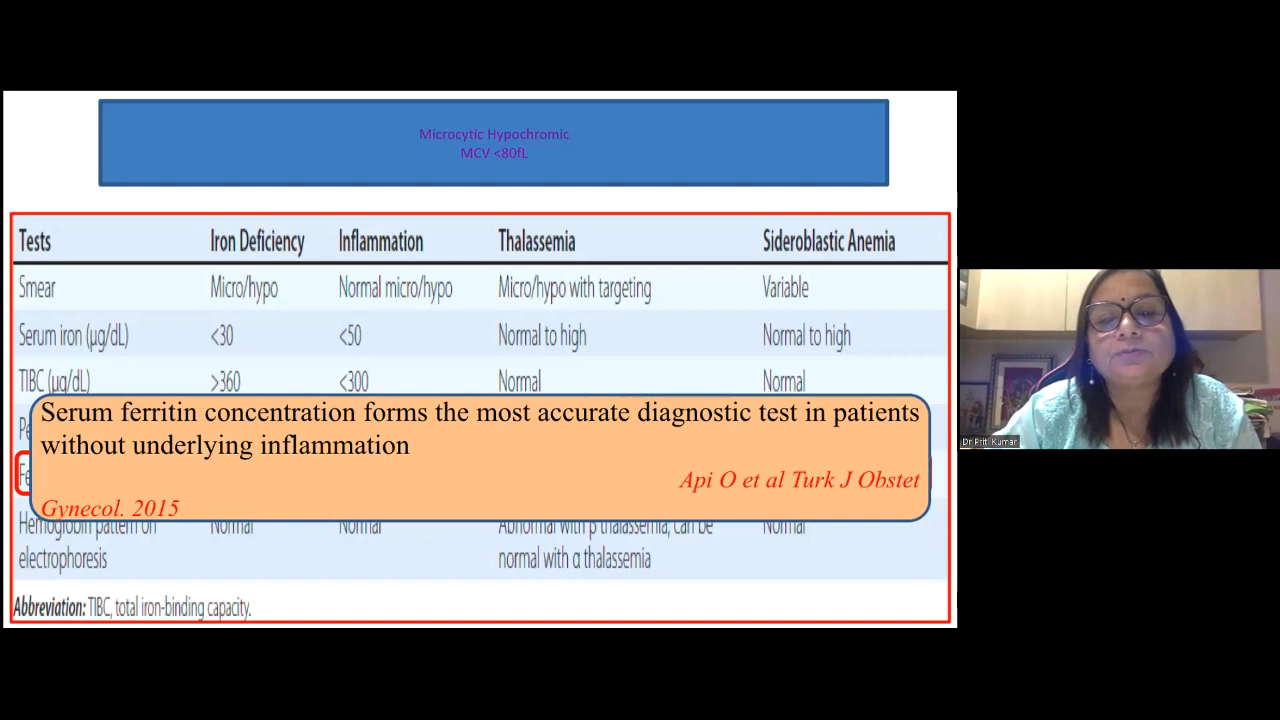 Microcytic Hypochromic
MCV <80fL
Tests Iron Deficiency Inflammation Thalassemia Sideroblastic Anemia
Smear Micro/hypo Normal micro/hypo Micro/hypo with targeting Variable
Serum iron (µg/dL) <30 <50 Normal to high Normal to high
TIBC (µg/dL) >360 <300 Normal Normal
Serum ferritin concentration forms the most accurate diagnostic test in patients
without underlying inflammation
Api O et al Turk J Obstet
Gynecol. 2015
Hemoglobin pattern on Normal Normal Abnormal with β thalassemia; can be Normal
electrophoresis normal with α thalassemia
Abbreviation: TIBC, total iron-binding capacity.
Dr Priti Kumar